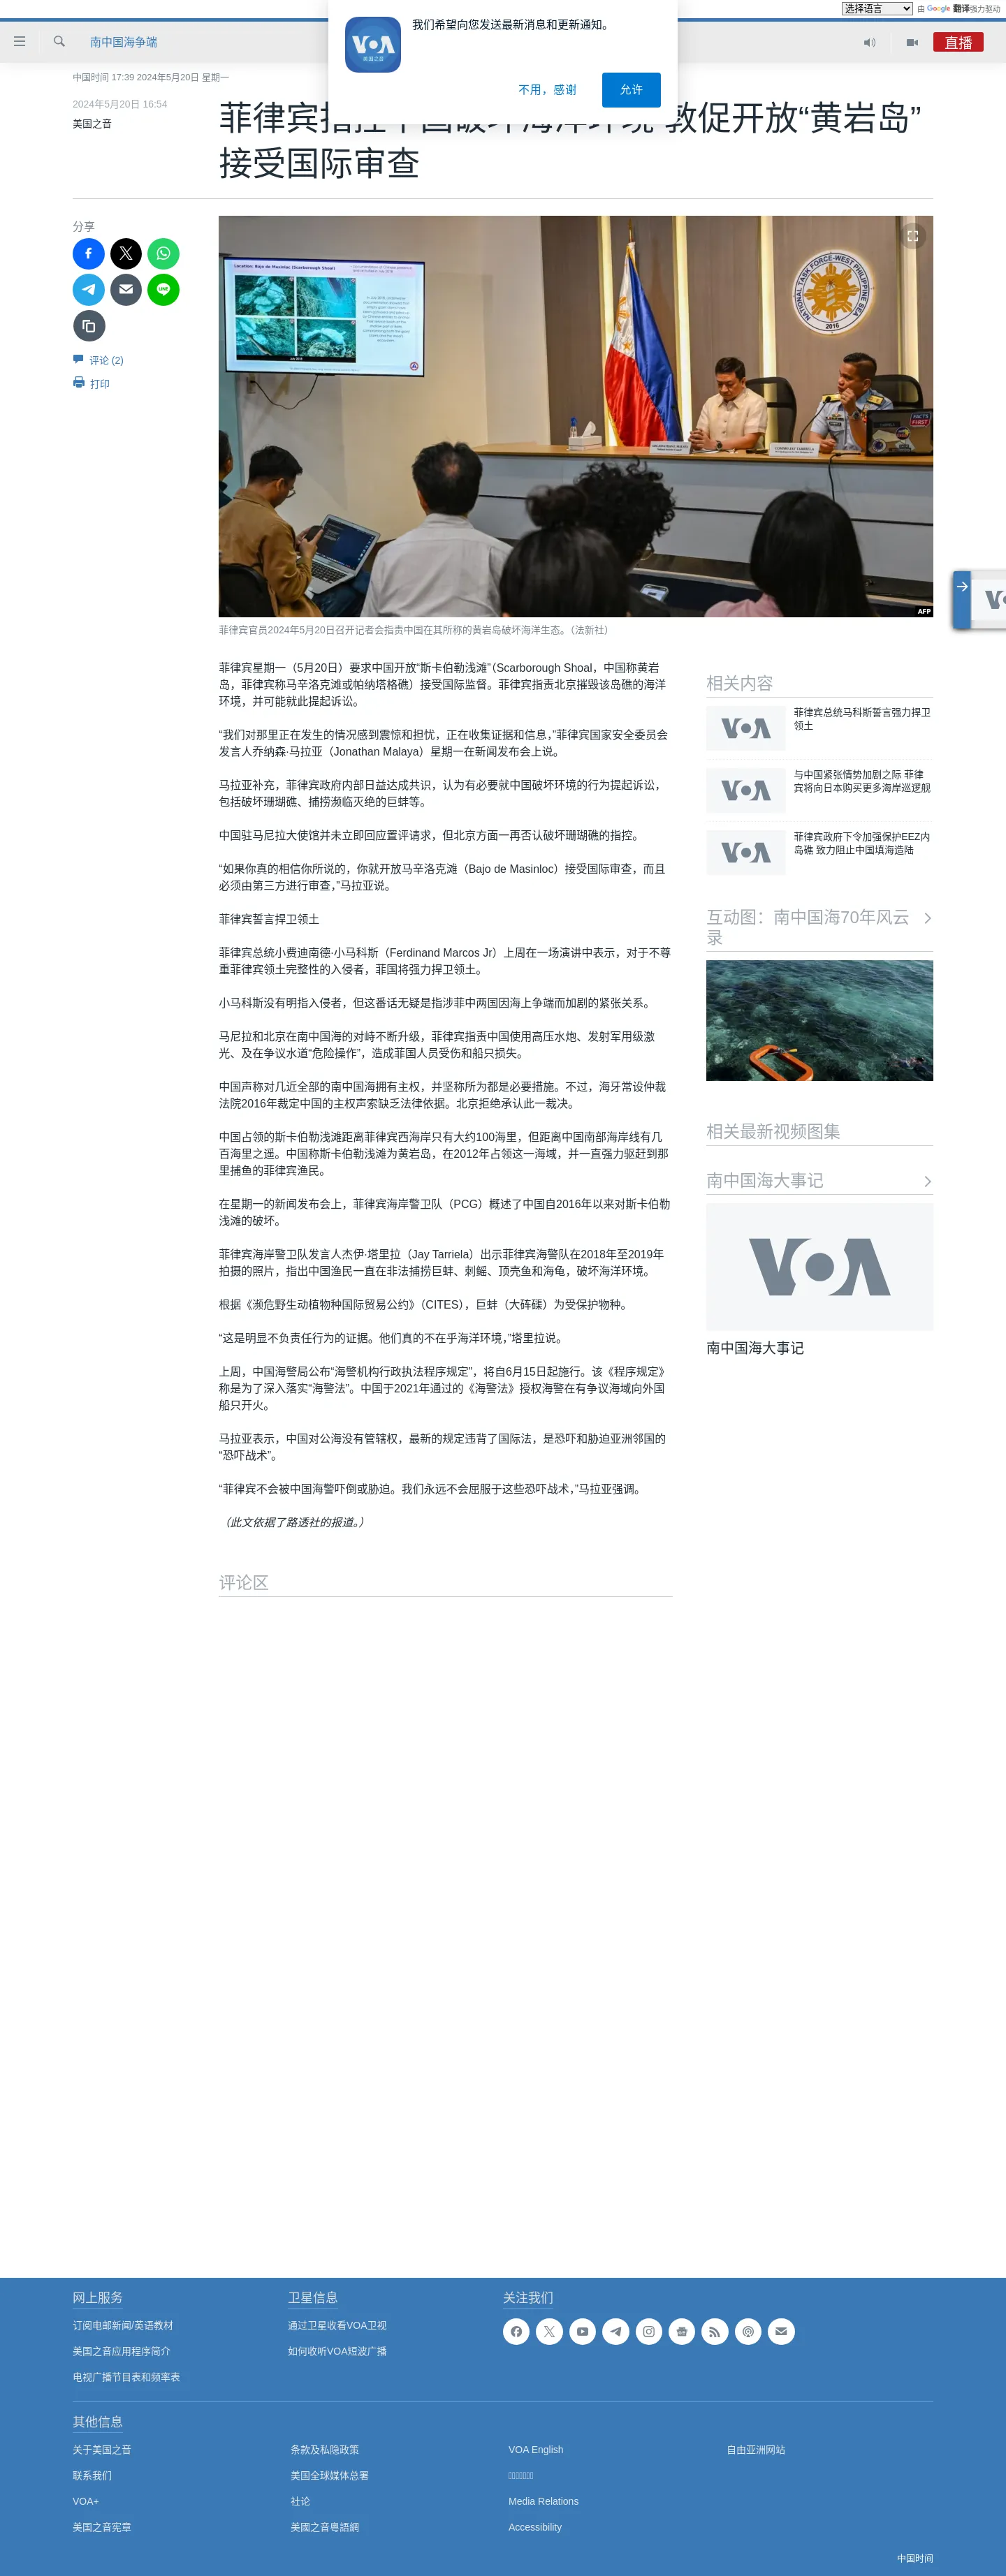 选择语言
由 Google 翻译强力驱动
我们希望向您发送最新消息和更新通知。
不用，感谢
允许
VOA
美国之音
南中国海争端
直播
中国时间 17:39 2024年5月20日 星期一
2024年5月20日 16:54
美国之音
敦促开放“黄岩岛”
接受国际审查
分享
评论 (2)
打印
Location: Bajo de Masinloc (Scarborough Shoal)
NATIONAL TASK FORCE-WEST PHILIPPINE SEA
2016
FACTS FIRST
AFP
菲律宾官员2024年5月20日召开记者会指责中国在其所称的黄岩岛破坏海洋生态。（法新社）
菲律宾星期一（5月20日）要求中国开放“斯卡伯勒浅滩”（Scarborough Shoal，中国称黄岩
岛，菲律宾称马辛洛克滩或帕纳塔格礁）接受国际监督。菲律宾指责北京摧毁该岛礁的海洋
环境，并可能就此提起诉讼。
“我们对那里正在发生的情况感到震惊和担忧，正在收集证据和信息，”菲律宾国家安全委员会
发言人乔纳森·马拉亚（Jonathan Malaya）星期一在新闻发布会上说。
马拉亚补充，菲律宾政府内部日益达成共识，认为有必要就中国破坏环境的行为提起诉讼，
包括破坏珊瑚礁、捕捞濒临灭绝的巨蚌等。
中国驻马尼拉大使馆并未立即回应置评请求，但北京方面一再否认破坏珊瑚礁的指控。
“如果你真的相信你所说的，你就开放马辛洛克滩（Bajo de Masinloc）接受国际审查，而且
必须由第三方进行审查，”马拉亚说。
菲律宾誓言捍卫领土
菲律宾总统小费迪南德·小马科斯（Ferdinand Marcos Jr）上周在一场演讲中表示，对于不尊
重菲律宾领土完整性的入侵者，菲国将强力捍卫领土。
小马科斯没有明指入侵者，但这番话无疑是指涉菲中两国因海上争端而加剧的紧张关系。
马尼拉和北京在南中国海的对峙不断升级，菲律宾指责中国使用高压水炮、发射军用级激
光、及在争议水道“危险操作”，造成菲国人员受伤和船只损失。
中国声称对几近全部的南中国海拥有主权，并坚称所为都是必要措施。不过，海牙常设仲裁
法院2016年裁定中国的主权声索缺乏法律依据。北京拒绝承认此一裁决。
中国占领的斯卡伯勒浅滩距离菲律宾西海岸只有大约100海里，但距离中国南部海岸线有几
百海里之遥。中国称斯卡伯勒浅滩为黄岩岛，在2012年占领这一海域，并一直强力驱赶到那
里捕鱼的菲律宾渔民。
在星期一的新闻发布会上，菲律宾海岸警卫队（PCG）概述了中国自2016年以来对斯卡伯勒
浅滩的破坏。
菲律宾海岸警卫队发言人杰伊·塔里拉（Jay Tarriela）出示菲律宾海警队在2018年至2019年
拍摄的照片，指出中国渔民一直在非法捕捞巨蚌、刺鳐、顶壳鱼和海龟，破坏海洋环境。
根据《濒危野生动植物种国际贸易公约》（CITES），巨蚌（大砗磲）为受保护物种。
“这是明显不负责任行为的证据。他们真的不在乎海洋环境，”塔里拉说。
上周，中国海警局公布“海警机构行政执法程序规定”，将自6月15日起施行。该《程序规定》
称是为了深入落实“海警法”。中国于2021年通过的《海警法》授权海警在有争议海域向外国
船只开火。
马拉亚表示，中国对公海没有管辖权，最新的规定违背了国际法，是恐吓和胁迫亚洲邻国的
“恐吓战术”。
“菲律宾不会被中国海警吓倒或胁迫。我们永远不会屈服于这些恐吓战术，”马拉亚强调。
（此文依据了路透社的报道。）
评论区
相关内容
VOA
菲律宾总统马科斯誓言强力捍卫
领土
VOA
与中国紧张情势加剧之际 菲律
宾将向日本购买更多海岸巡逻舰
VOA
菲律宾政府下令加强保护EEZ内
岛礁 致力阻止中国填海造陆
互动图：南中国海70年风云
录
相关最新视频图集
南中国海大事记
VOA
南中国海大事记
网上服务
订阅电邮新闻/英语教材
美国之音应用程序简介
电视广播节目表和频率表
卫星信息
通过卫星收看VOA卫视
如何收听VOA短波广播
关注我们
其他信息
关于美国之音
联系我们
VOA+
美国之音宪章
条款及私隐政策
美国全球媒体总署
社论
美國之音粵語網
VOA English
Media Relations
Accessibility
自由亚洲网站
中国时间